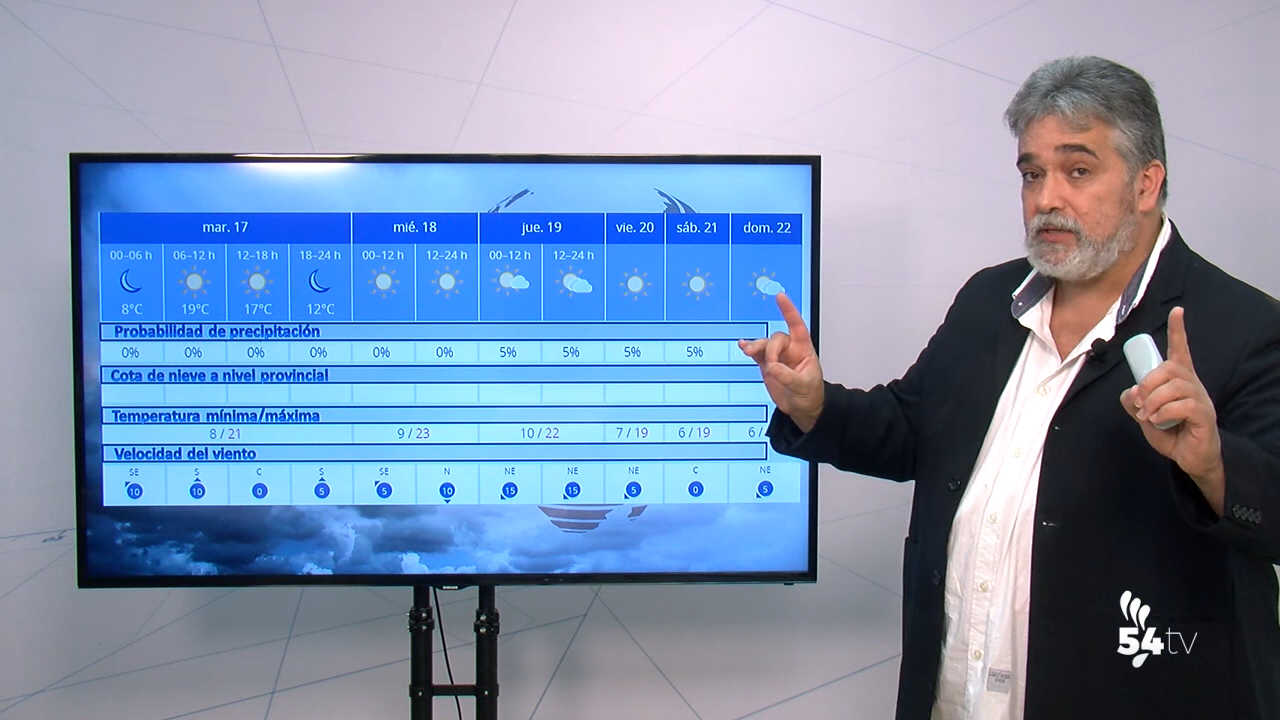 mar. 17 mié. 18 jue. 19 vie. 20 sáb. 21 dom. 22
00–06 h 06–12 h 12–18 h 18–24 h 00–12 h 12–24 h 00–12 h 12–24 h
8°C 19°C 17°C 12°C
Probabilidad de precipitación
0% 0% 0% 0% 0% 0% 5% 5% 5% 5%
Cota de nieve a nivel provincial
Temperatura mínima/máxima
8 / 21 9 / 23 10 / 22 7 / 19 6 / 19 6 /
Velocidad del viento
SE S C S SE N NE NE NE C NE
10 10 0 5 5 10 15 15 5 0 5
SAMSUNG
54tv